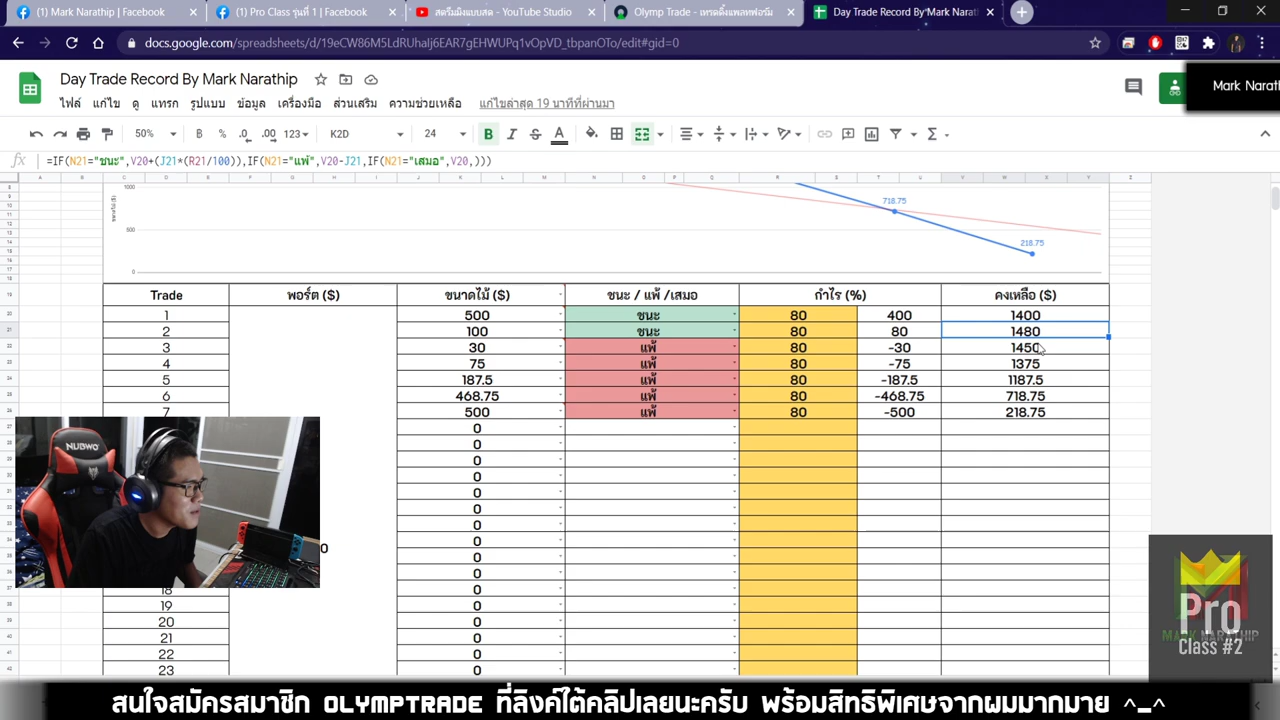 (1) Mark Narathip | Facebook
(1) Pro Class รุ่นที่ 1 | Facebook
สตรีมมิงแบบสด - YouTube Studio
Olymp Trade - เทรดดิ้งแพลทฟอร์ม
Day Trade Record By Mark Narath
docs.google.com/spreadsheets/d/19eCW86M5LdRUhaIj6EAR7gEHWUPq1vOpVD_tbpanOTo/edit#gid=0
Day Trade Record By Mark Narathip
Mark Narathi
ไฟล์ แก้ไข ดู แทรก รูปแบบ ข้อมูล เครื่องมือ ส่วนเสริม ความช่วยเหลือ แก้ไขล่าสุด 19 นาทีที่ผ่านมา
50% ฿ % .0 .00 123 K2D 24 B I S A
=IF(N21="ชนะ",V20+(J21*(R21/100)),IF(N21="แพ้",V20-J21,IF(N21="เสมอ",V20,)))
1000
500
0
718.75
218.75
Trade พอร์ต ($) ขนาดไม้ ($) ชนะ / แพ้ /เสมอ กำไร (%) คงเหลือ ($)
1 500 ชนะ 80 400 1400
2 100 ชนะ 80 80 1480
3 30 แพ้ 80 -30 1450
4 75 แพ้ 80 -75 1375
5 187.5 แพ้ 80 -187.5 1187.5
6 468.75 แพ้ 80 -468.75 718.75
7 500 แพ้ 80 -500 218.75
0
0
0
0
0
0
0
0
0
0
18 0
19 0
20 0
21 0
22 0
23 0
NUBWO
Pro
MARK NARATHIP
Class #2
สนใจสมัครสมาชิก OLYMPTRADE ที่ลิงค์ใต้คลิปเลยนะครับ พร้อมสิทธิพิเศษจากผมมากมาย ^_^